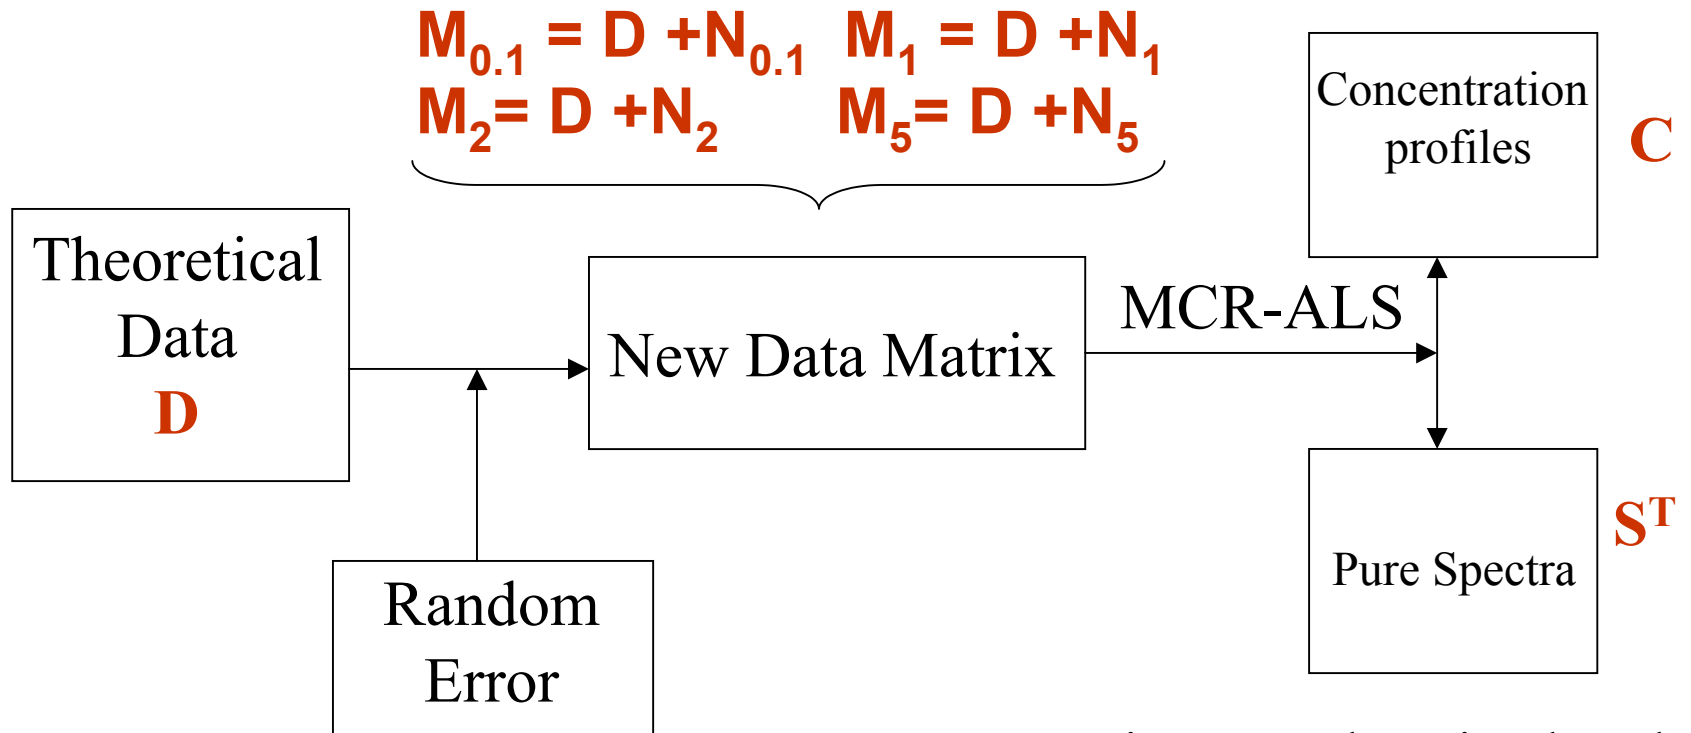 M0.1 = D +N0.1 M1 = D +N1
M2= D +N2 M5= D +N5
Concentration
profiles
C
Theoretical
Data
D
New Data Matrix
MCR-ALS
Random
Error
Pure Spectra
S^T